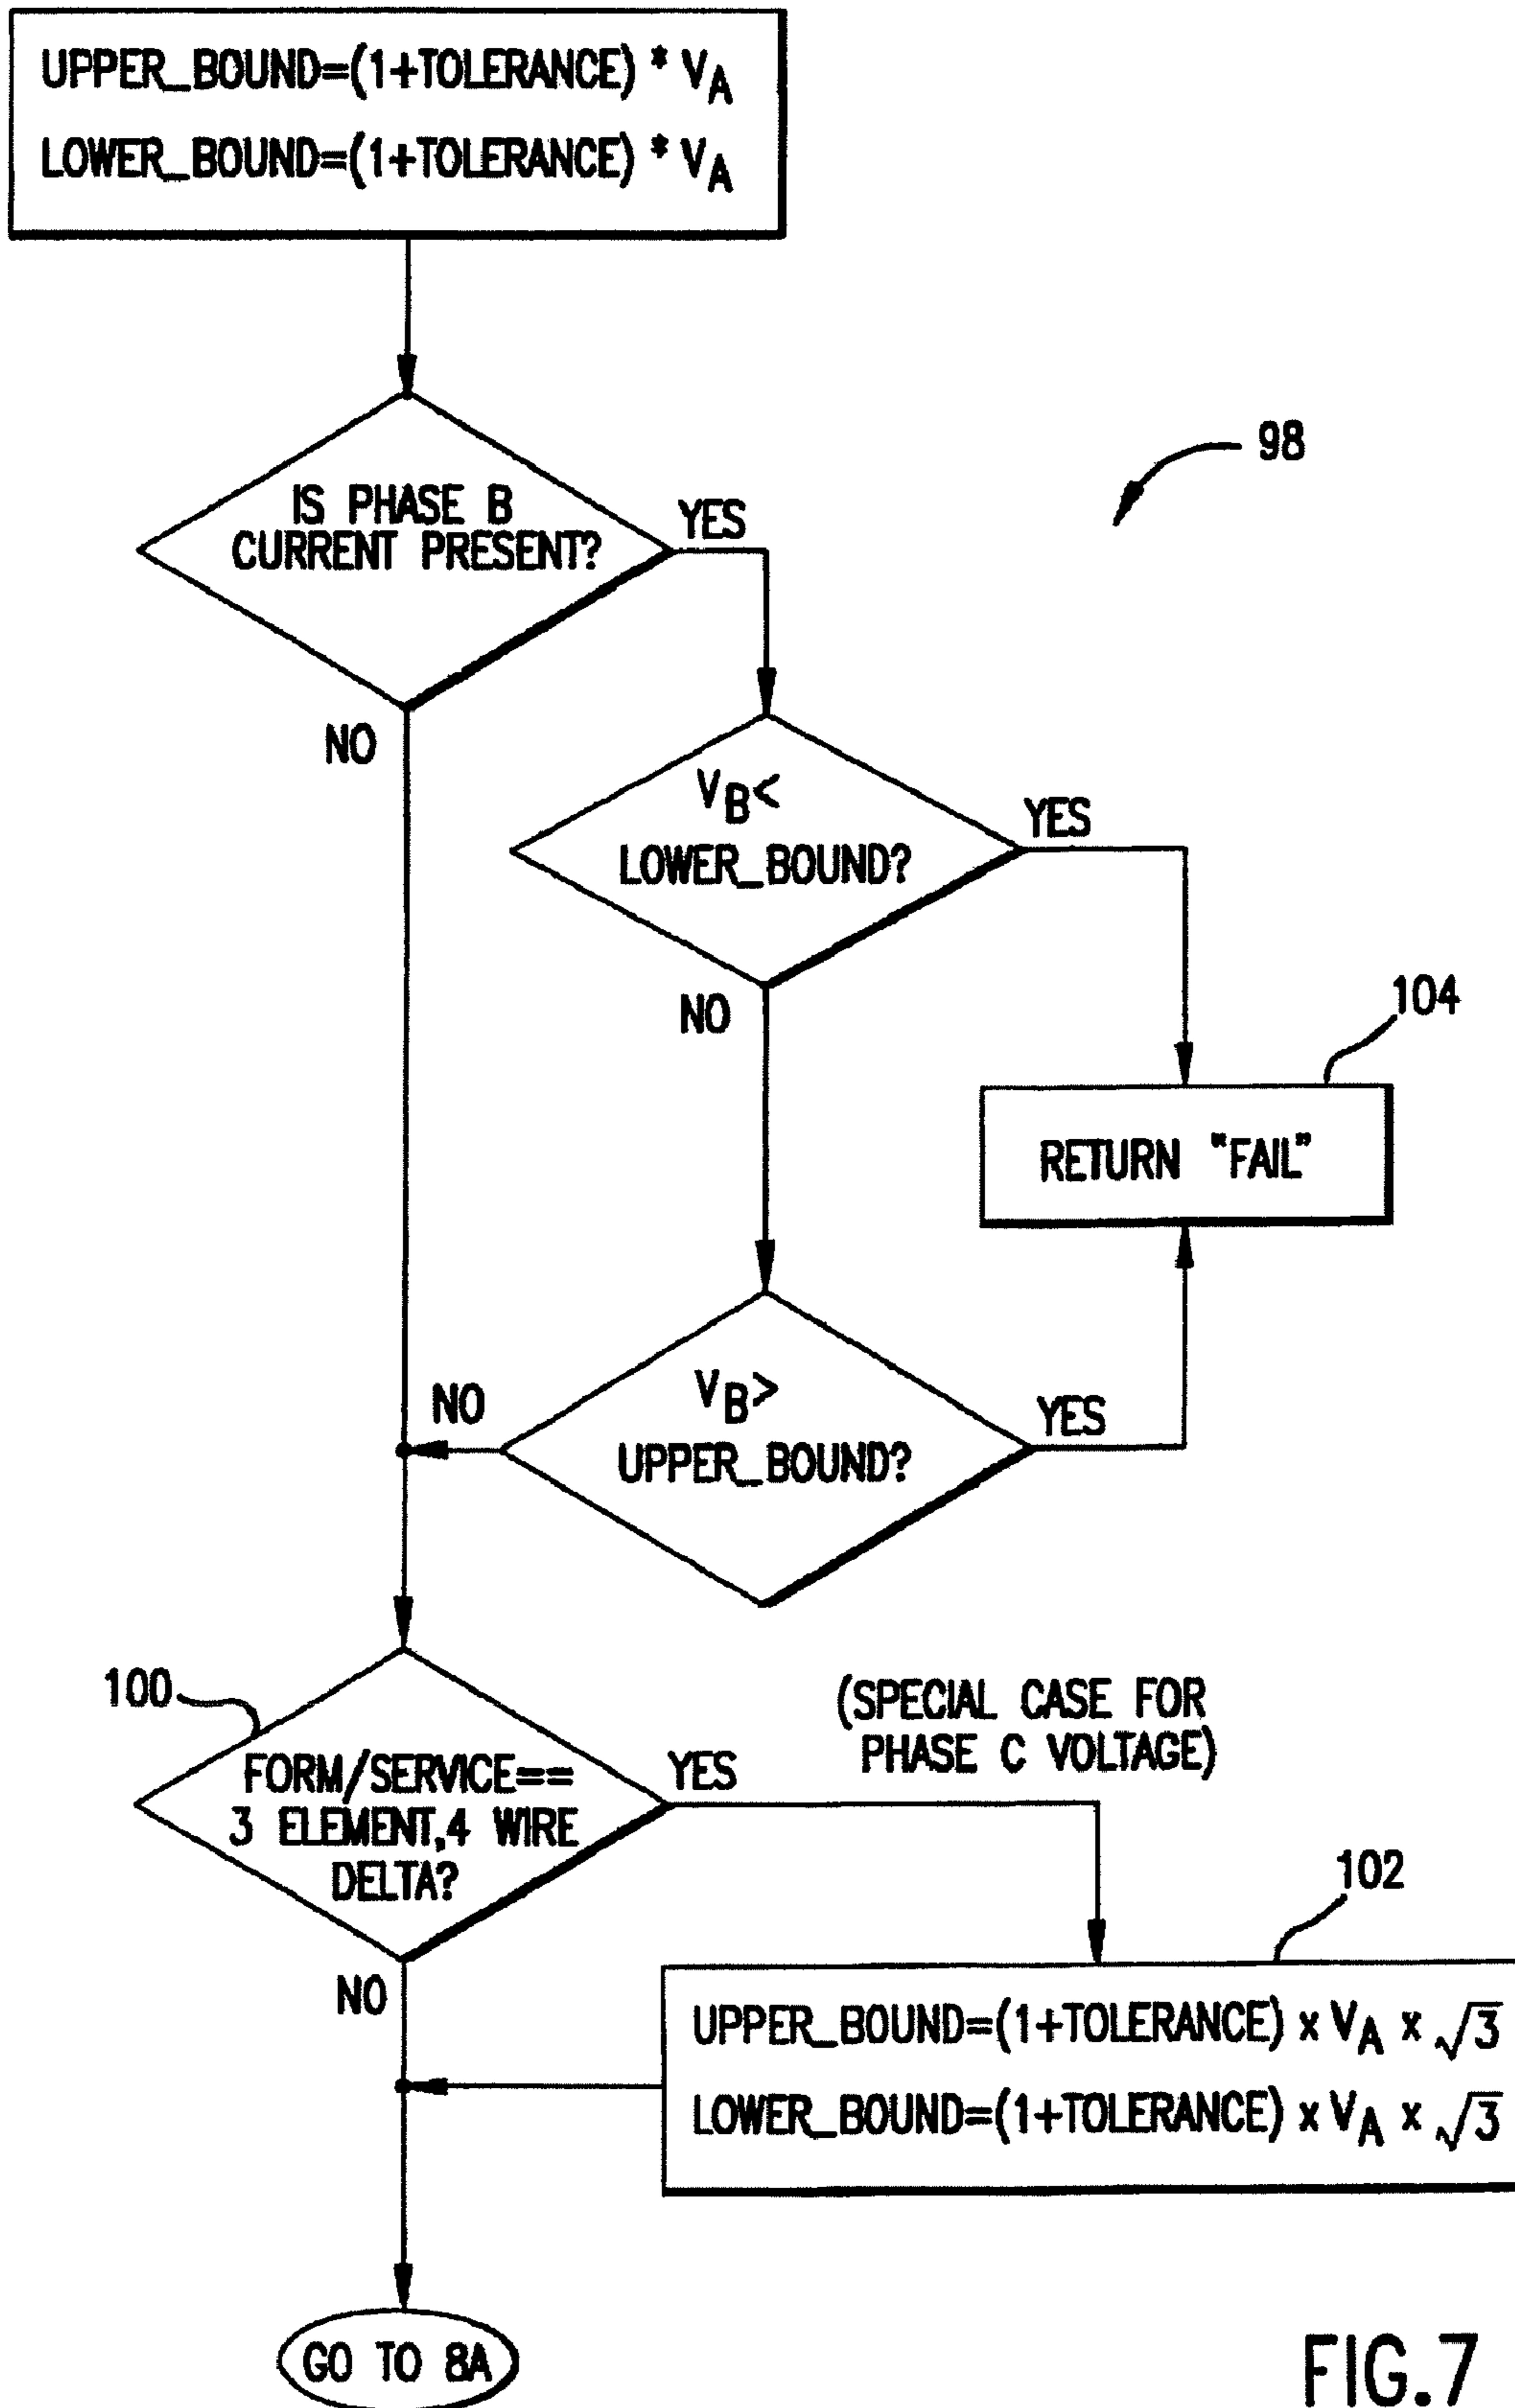 UPPER_BOUND=(1+TOLERANCE) * VA
LOWER_BOUND=(1+TOLERANCE) * VA
98
IS PHASE B
CURRENT PRESENT?
YES
NO
VB<
LOWER_BOUND?
YES
NO
104
RETURN "FAIL"
VB>
UPPER_BOUND?
NO
YES
100
(SPECIAL CASE FOR
PHASE C VOLTAGE)
FORM/SERVICE==
3 ELEMENT,4 WIRE
DELTA?
YES
NO
102
UPPER_BOUND=(1+TOLERANCE) x VA x √3
LOWER_BOUND=(1+TOLERANCE) x VA x √3
GO TO 8A
FIG.7